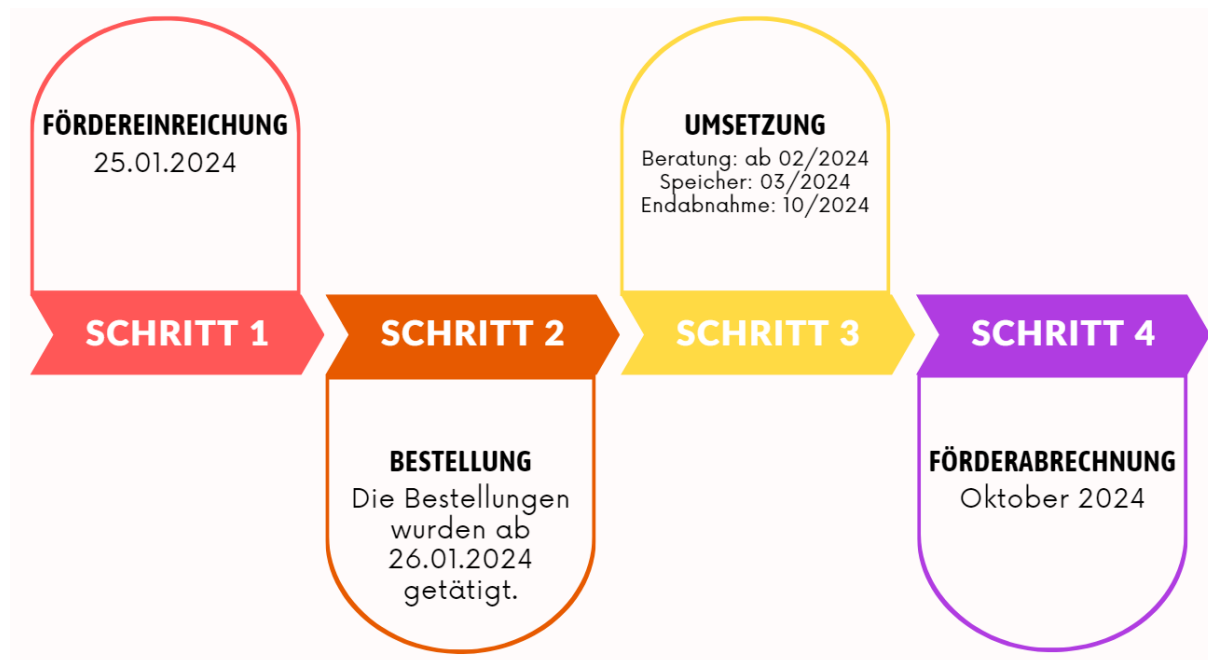 FÖRDEREINREICHUNG
25.01.2024
SCHRITT 1
SCHRITT 2
BESTELLUNG
Die Bestellungen
wurden ab
26.01.2024
getätigt.
UMSETZUNG
Beratung: ab 02/2024
Speicher: 03/2024
Endabnahme: 10/2024
SCHRITT 3
SCHRITT 4
FÖRDERABRECHNUNG
Oktober 2024